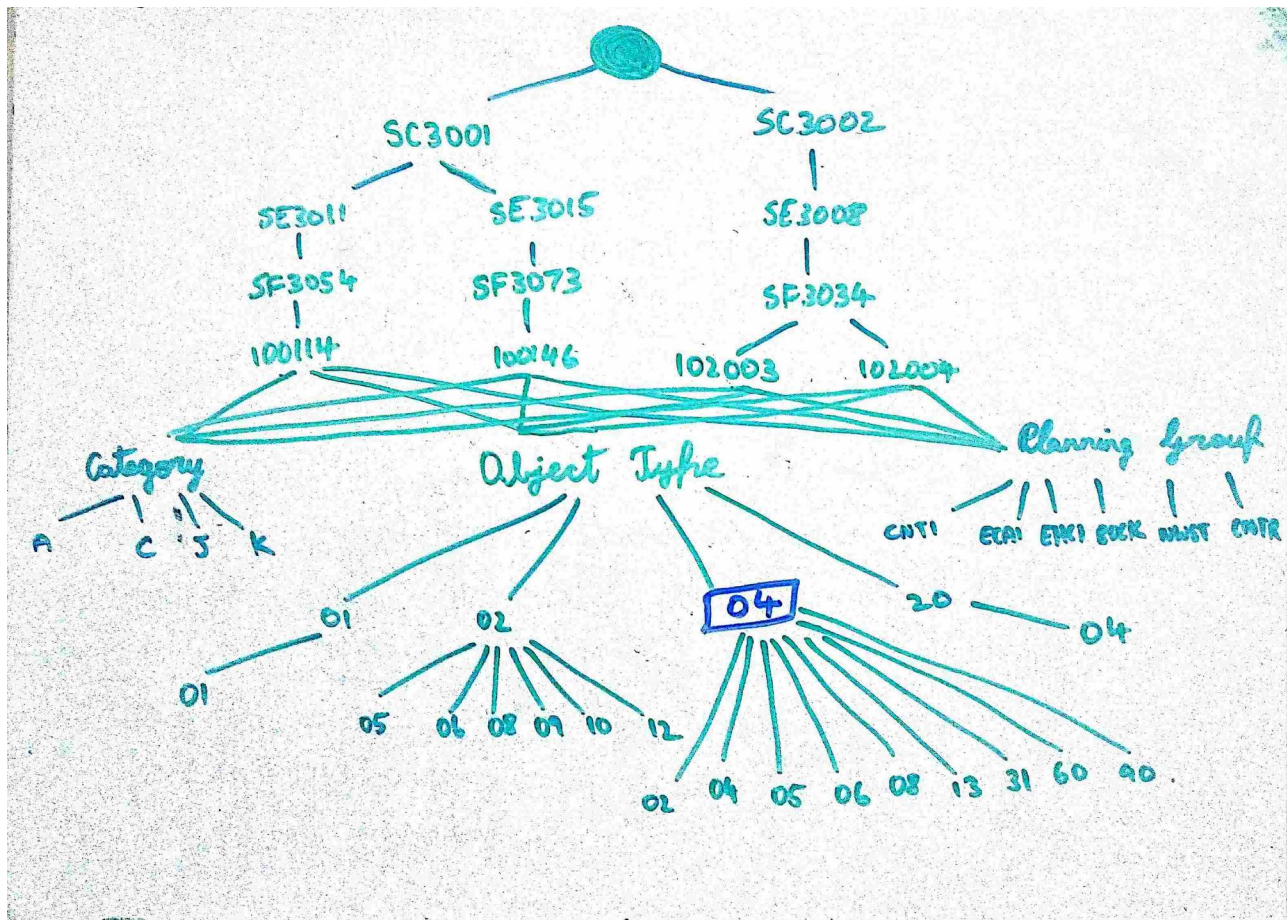 SC3001 SC3002
SE3011 SE3015 SE3008
SF3054 SF3073 SF3034
100114 100146 102003 102004
Category Object Type Planning Group
A C J K CNT1 ECA1 NWST
01 02 04 20 04
01 05 06 08 09 10 12
02 04 05 06 08 13 31 60 90